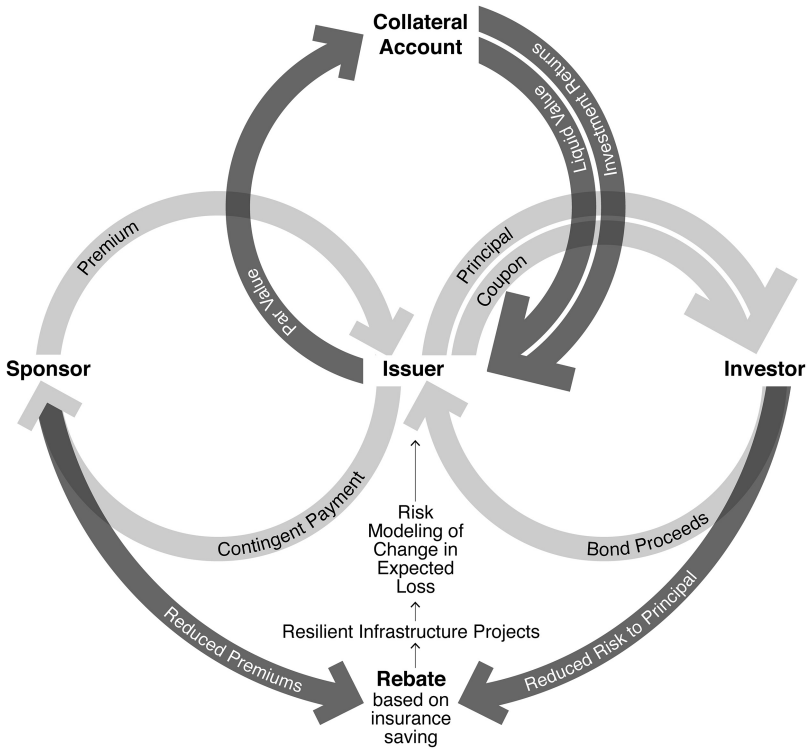 Collateral
Account
Investment Returns
Liquid Value
Premium
Par Value
Principal
Coupon
Sponsor
Issuer
Investor
Contingent Payment
Bond Proceeds
Risk
Modeling of
Change in
Expected
Loss
Resilient Infrastructure Projects
Reduced Premiums
Reduced Risk to Principal
Rebate
based on
insurance
saving